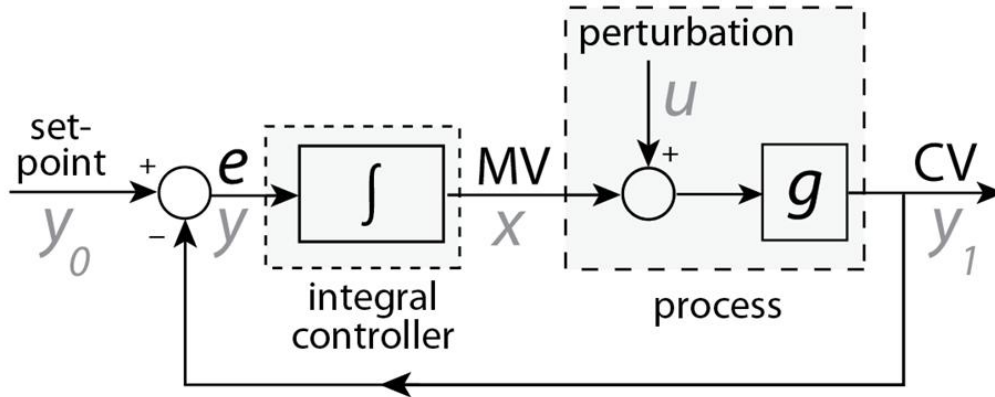 perturbation
u
set-
point
+
e
∫
MV
+
g
CV
y₀
−
y
x
y₁
integral
controller
process